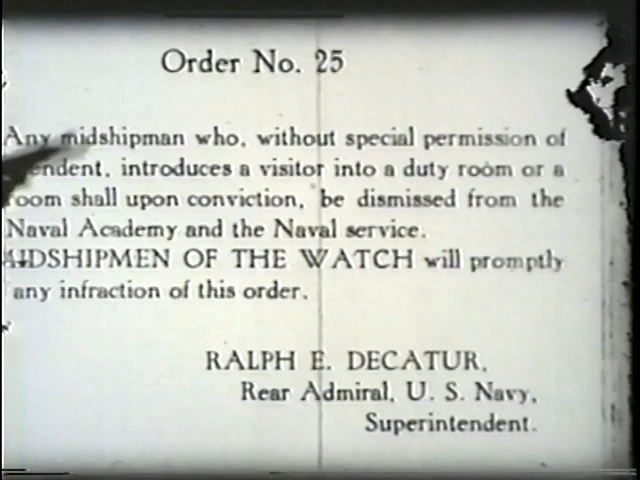 Order No. 25
Any midshipman who, without special permission of
endent, introduces a visitor into a duty room or a
room shall upon conviction, be dismissed from the
Naval Academy and the Naval service.
MIDSHIPMEN OF THE WATCH will promptly
any infraction of this order.
RALPH E. DECATUR,
Rear Admiral, U. S. Navy,
Superintendent.